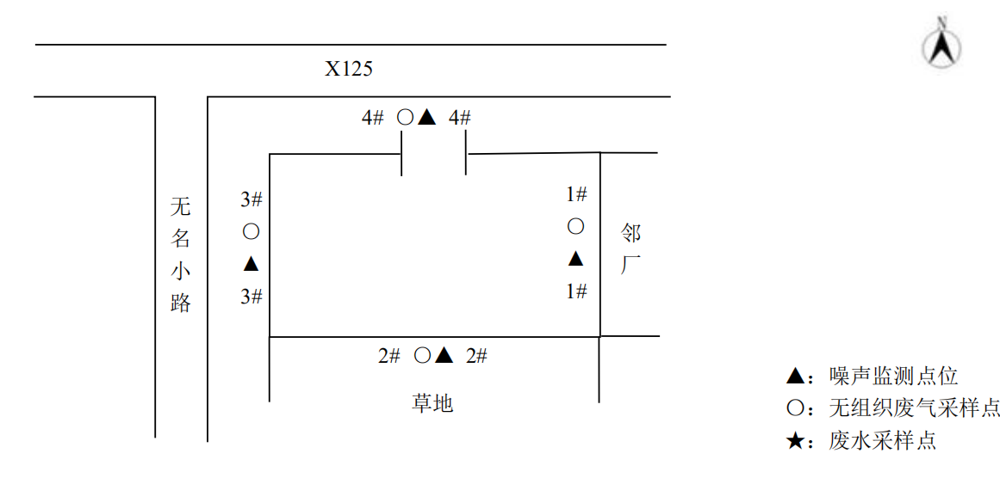 N
X125
4# ○▲ 4#
3#
○
▲
3#
1#
○
▲
1#
无名小路
邻厂
2# ○▲ 2#
草地
▲：噪声监测点位
○：无组织废气采样点
★：废水采样点